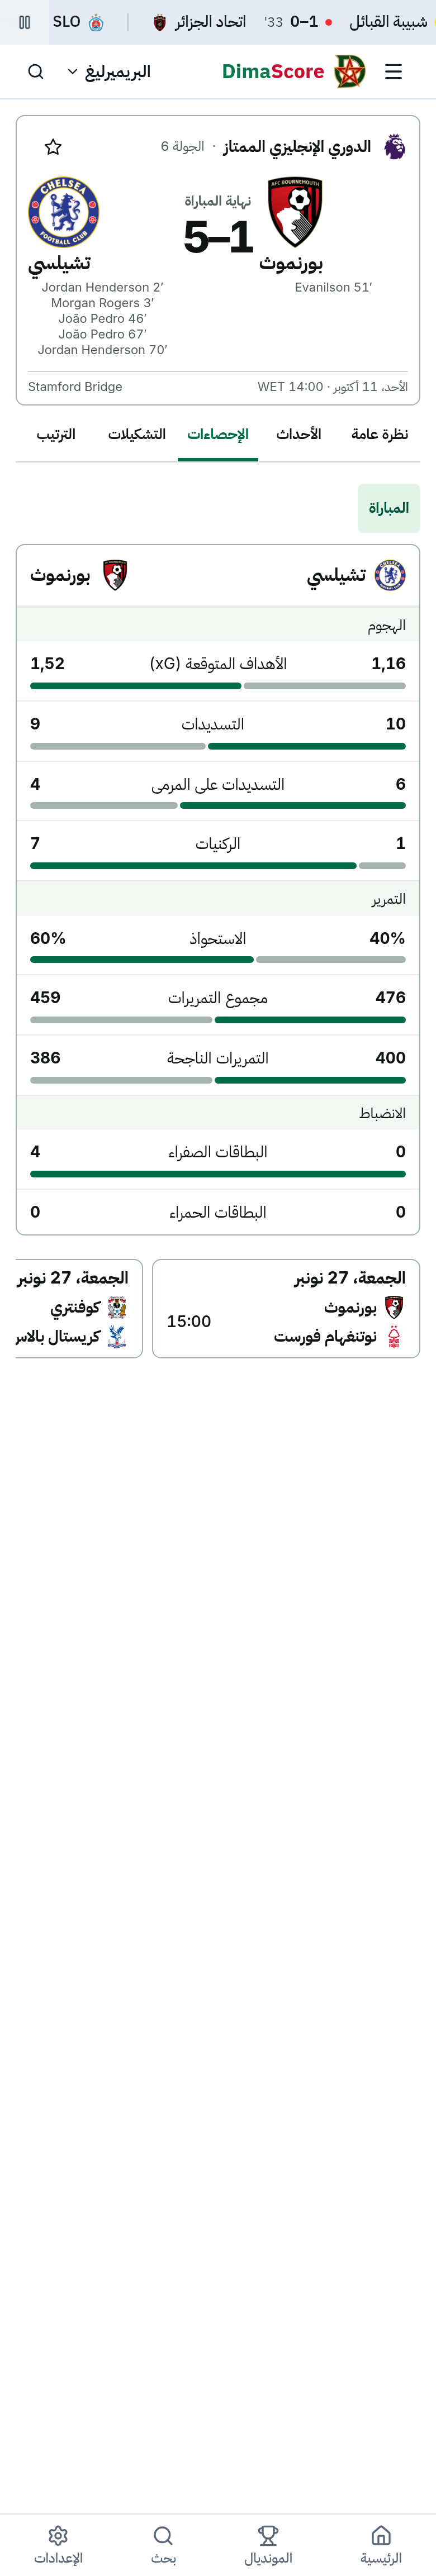 شبيبة القبائل 0–1 33' اتحاد الجزائر SLO
DimaScore البريميرليغ
الدوري الإنجليزي الممتاز · الجولة 6
نهاية المباراة
5–1
بورنموث
تشيلسي
Evanilson 51’
Jordan Henderson 2’
Morgan Rogers 3’
João Pedro 46’
João Pedro 67’
Jordan Henderson 70’
الأحد، 11 أكتوبر · 14:00 WET
Stamford Bridge
نظرة عامة الأحداث الإحصاءات التشكيلات الترتيب
المباراة
تشيلسي بورنموث
الهجوم
1,16 الأهداف المتوقعة (xG) 1,52
10 التسديدات 9
6 التسديدات على المرمى 4
1 الركنيات 7
التمرير
40% الاستحواذ 60%
476 مجموع التمريرات 459
400 التمريرات الناجحة 386
الانضباط
0 البطاقات الصفراء 4
0 البطاقات الحمراء 0
الجمعة، 27 نونبر
بورنموث
نوتنغهام فورست
15:00
الجمعة، 27 نونبر
كوفنتري
كريستال بالاس
الرئيسية المونديال بحث الإعدادات